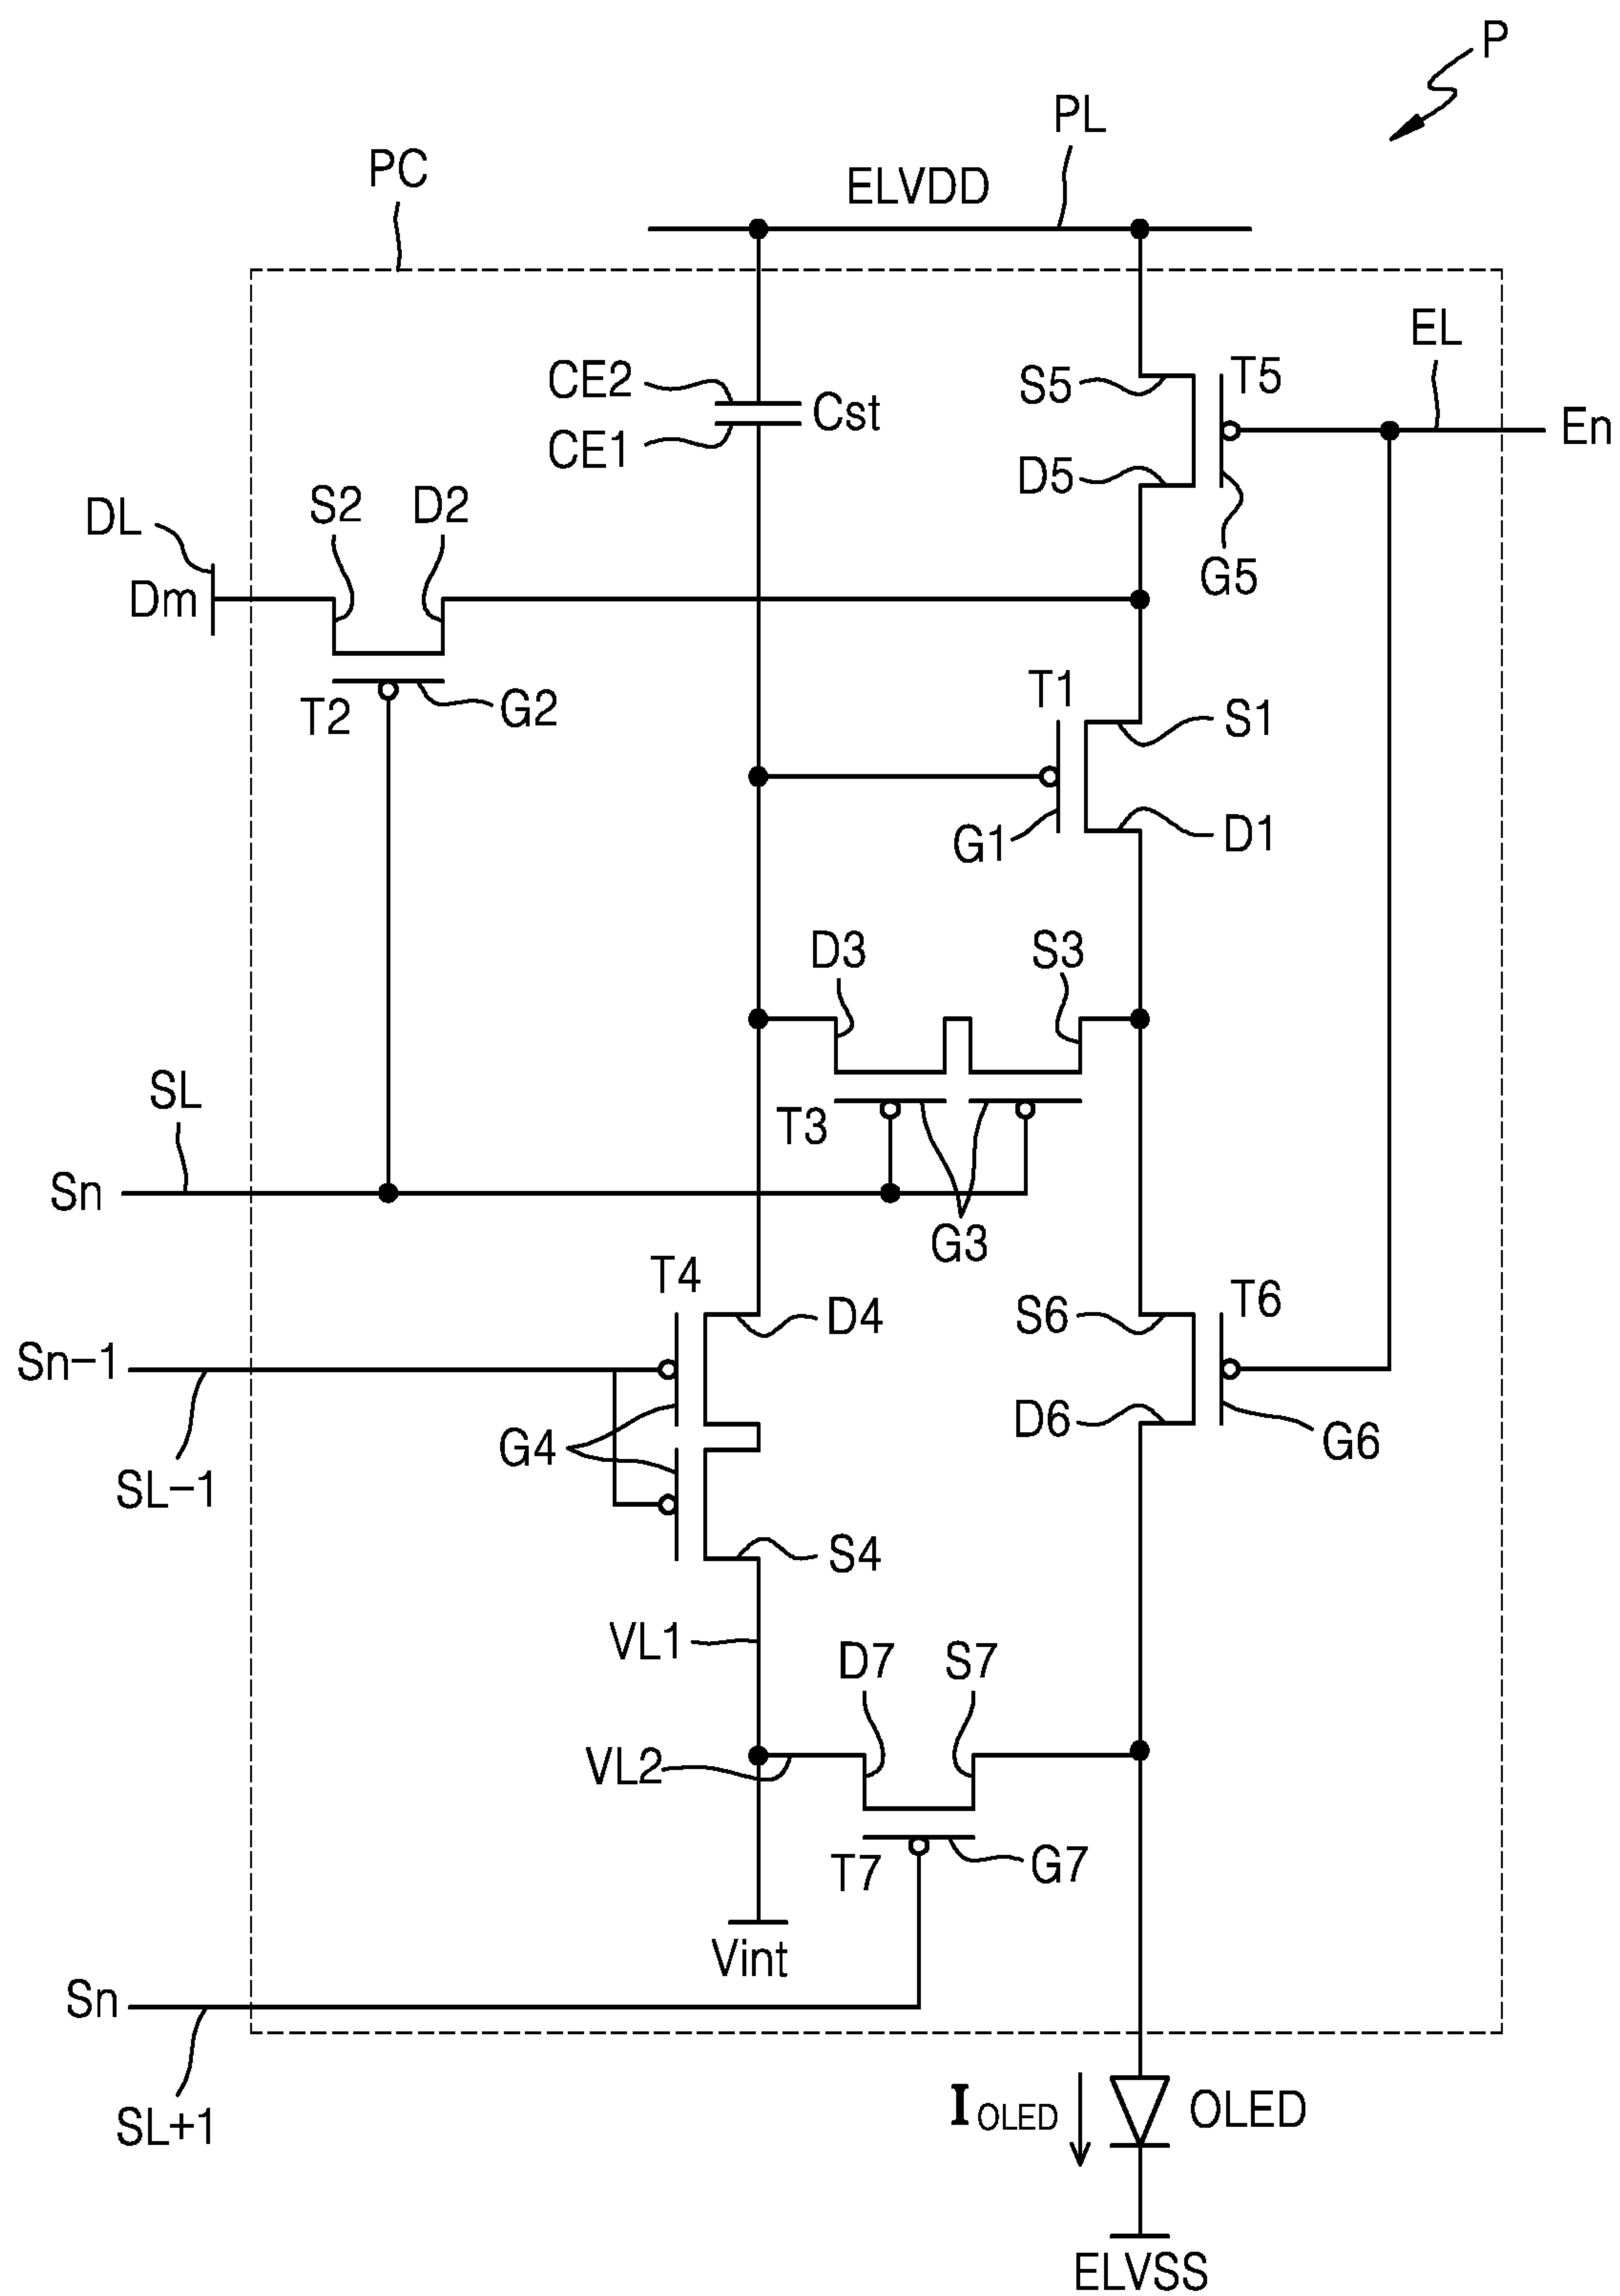 P
PL
PC
ELVDD
EL
CE2
Cst
CE1
S5
T5
En
D5
G5
S2
D2
DL
Dm
T2
G2
T1
S1
G1
D1
D3
S3
SL
T3
Sn
G3
T4
D4
S6
T6
Sn-1
G4
D6
G6
SL-1
S4
VL1
D7
S7
VL2
T7
G7
Vint
Sn
SL+1
IOLED
OLED
ELVSS